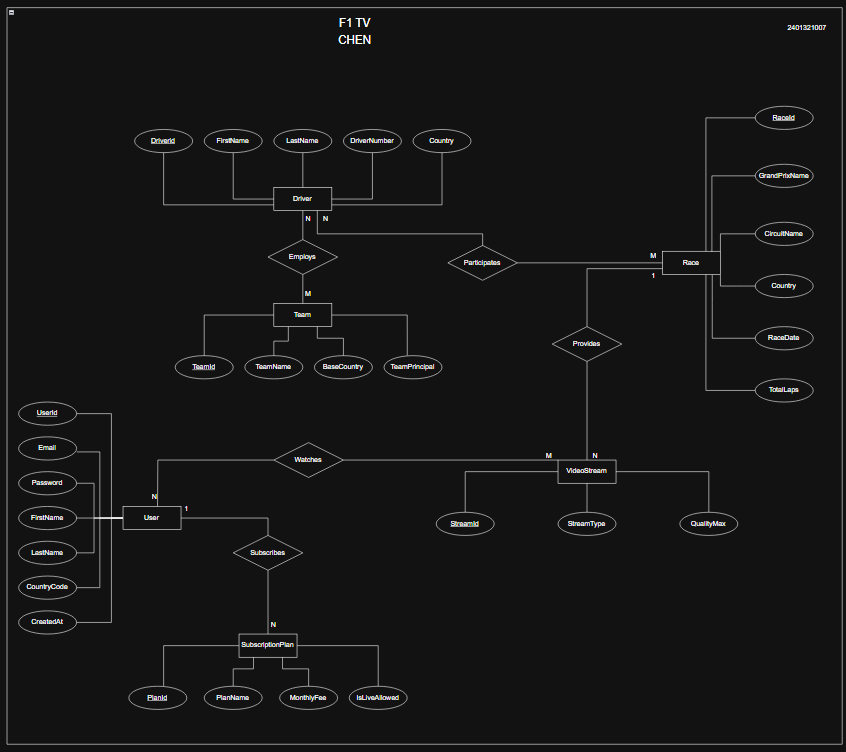 F1 TV
CHEN
2401321007
RaceId
DriverId
FirstName
LastName
DriverNumber
Country
GrandPrixName
Driver
N
N
CircuitName
Employs
Participates
M
Race
1
Country
M
Team
RaceDate
Provides
TeamId
TeamName
BaseCountry
TeamPrincipal
TotalLaps
UserId
Email
Watches
M
N
VideoStream
Password
N
1
FirstName
User
StreamId
StreamType
QualityMax
LastName
Subscribes
CountryCode
CreatedAt
N
SubscriptionPlan
PlanId
PlanName
MonthlyFee
IsLiveAllowed